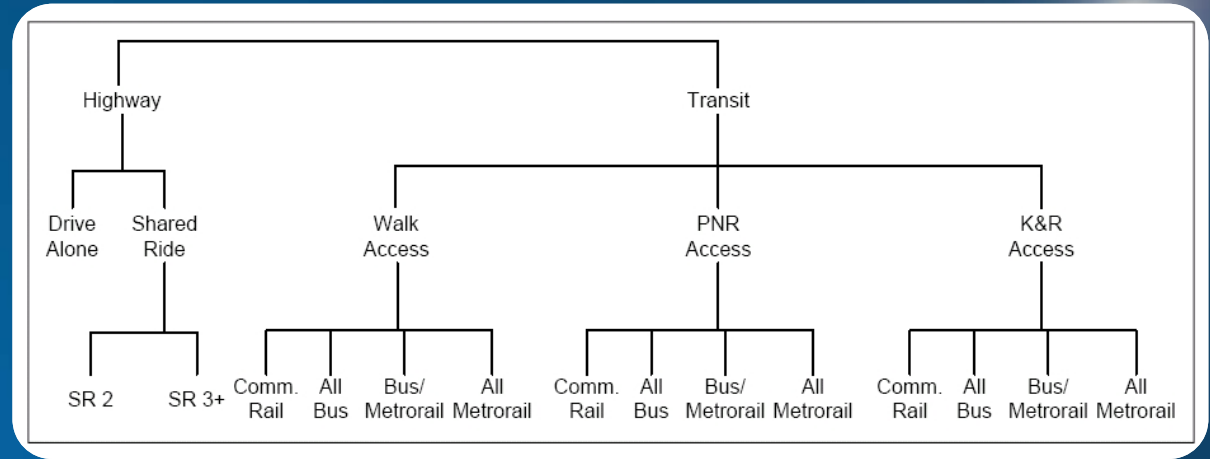 Highway
Transit
Drive
Alone
Shared
Ride
Walk
Access
PNR
Access
K&R
Access
SR 2
SR 3+
Comm.
Rail
All
Bus
Bus/
Metrorail
All
Metrorail
Comm.
Rail
All
Bus
Bus/
Metrorail
All
Metrorail
Comm.
Rail
All
Bus
Bus/
Metrorail
All
Metrorail